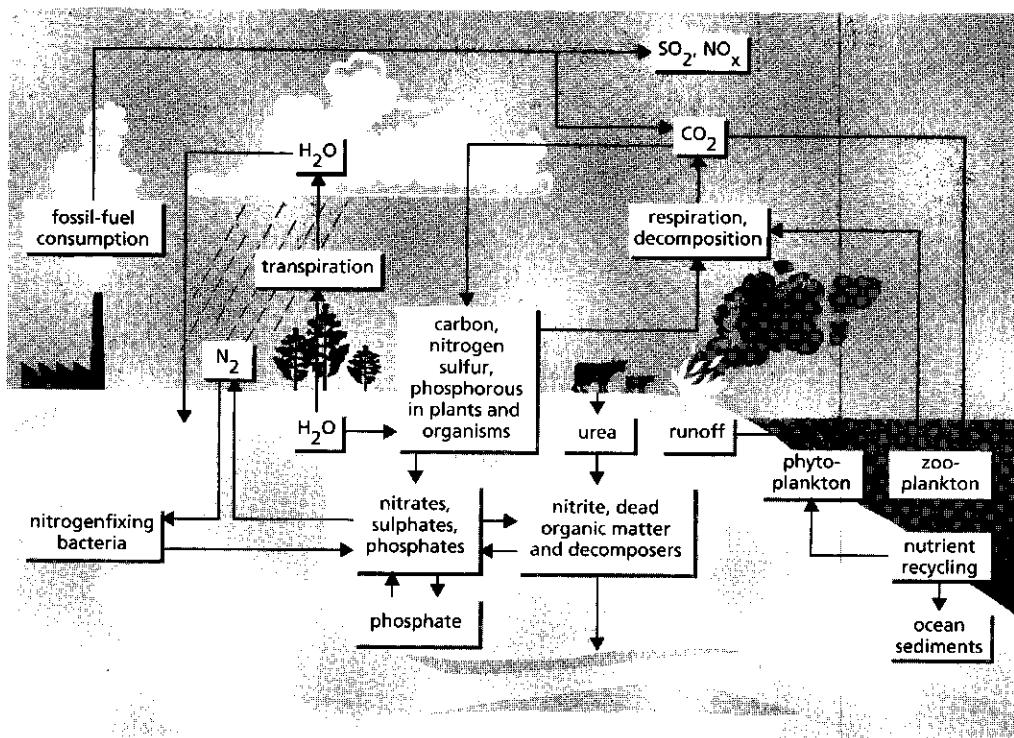 SO₂, NOₓ
CO₂
H₂O
fossil-fuel
consumption
respiration,
decomposition
transpiration
carbon,
nitrogen
sulfur,
phosphorous
in plants and
organisms
N₂
H₂O
urea
runoff
phyto-
plankton
zoo-
plankton
nitrates,
sulphates,
phosphates
nitrite, dead
organic matter
and decomposers
nitrogenfixing
bacteria
nutrient
recycling
phosphate
ocean
sediments